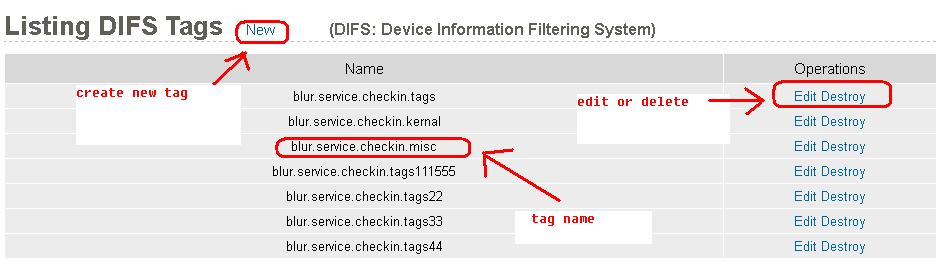 Listing DIFS Tags New (DIFS: Device Information Filtering System)
Name Operations
create new tag
blur.service.checkin.tags Edit Destroy
edit or delete
blur.service.checkin.kernal Edit Destroy
blur.service.checkin.misc Edit Destroy
blur.service.checkin.tags111555 Edit Destroy
blur.service.checkin.tags22 Edit Destroy
tag name
blur.service.checkin.tags33 Edit Destroy
blur.service.checkin.tags44 Edit Destroy